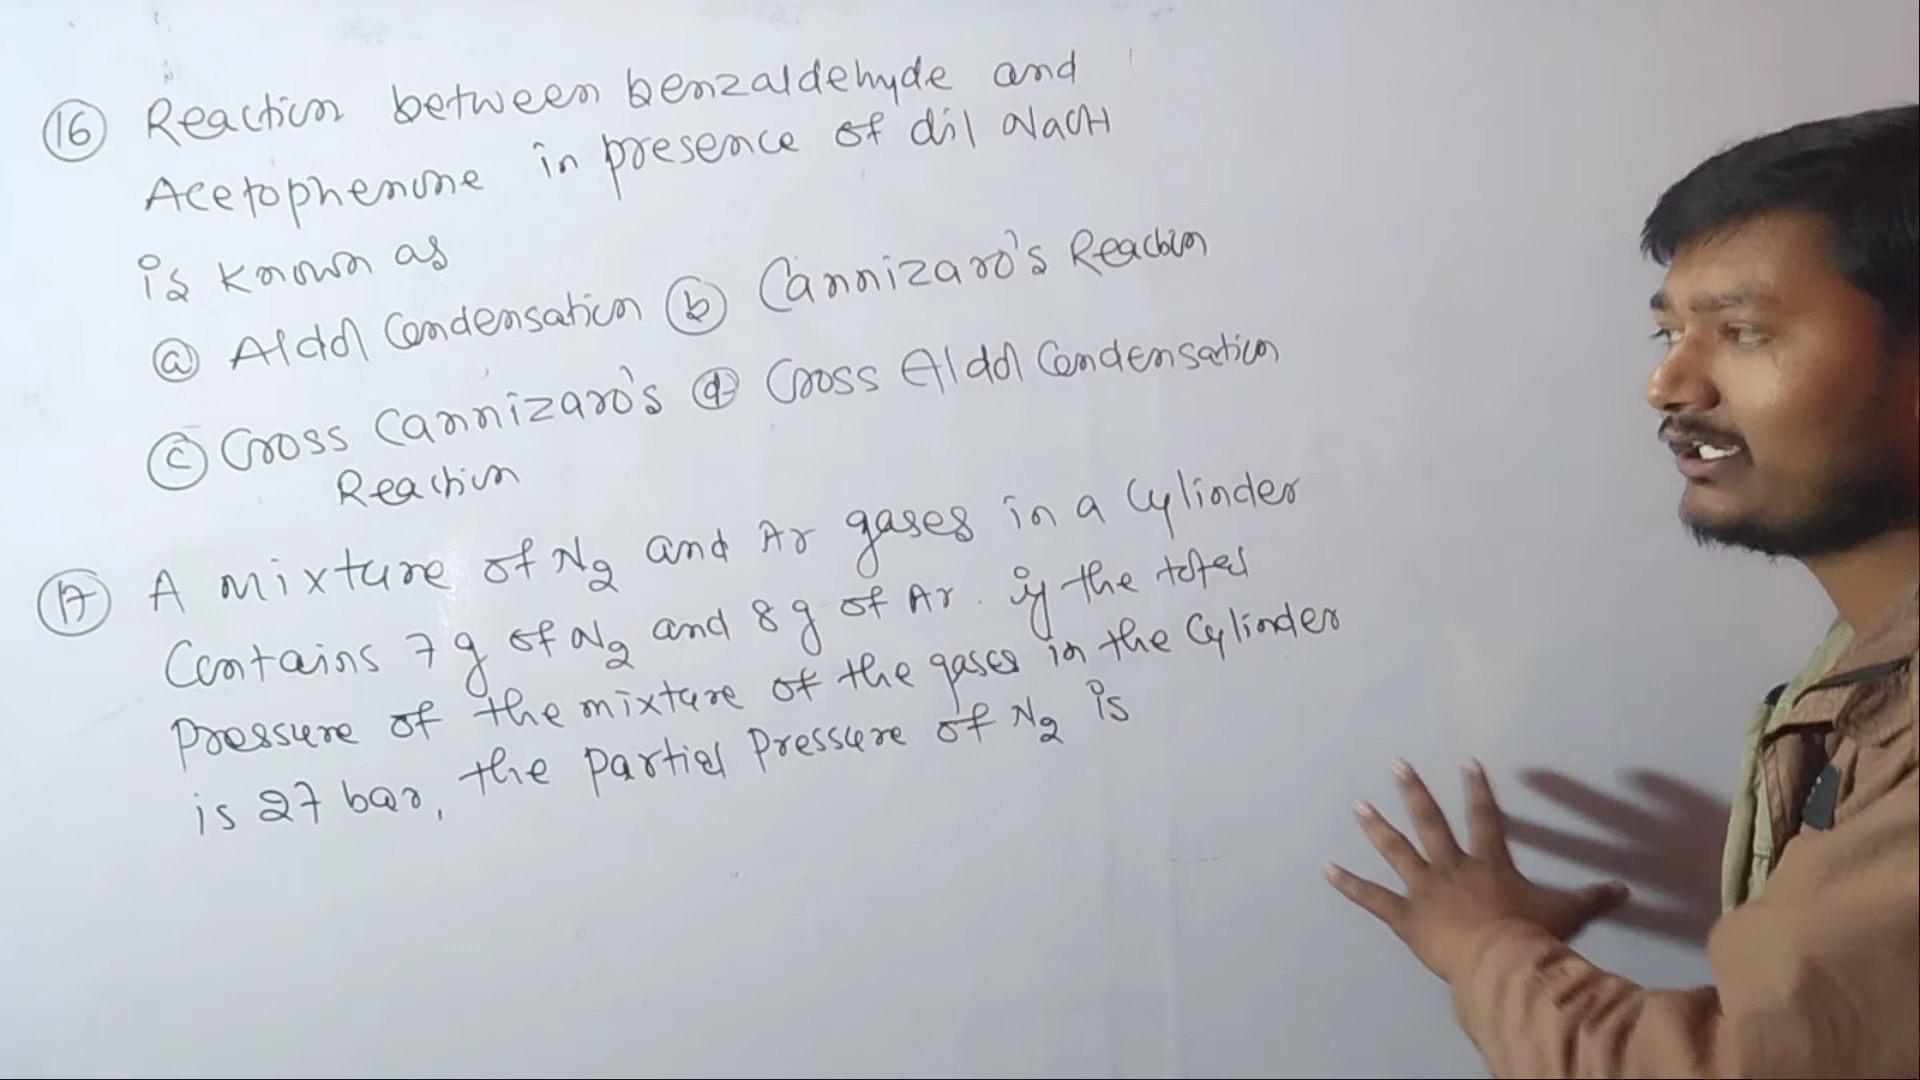 16 Reaction between benzaldehyde and
Acetophenone in presence of dil NaOH
is known as
a Aldol Condensation b Cannizaro's Reaction
c Cross Cannizaro's d Cross Aldol Condensation
Reaction
17 A mixture of N2 and Ar gases in a Cylinder
Contains 7 g of N2 and 8 g of Ar. if the total
Pressure of the mixture of the gases in the Cylinder
is 27 bar, the Partial Pressure of N2 is